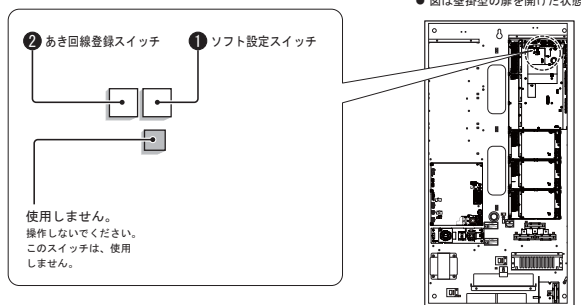 ● 図は壁掛型の扉を開けた状態
❷ あき回線登録スイッチ
❶ ソフト設定スイッチ
使用しません。
操作しないでください。
このスイッチは、使用
しません。